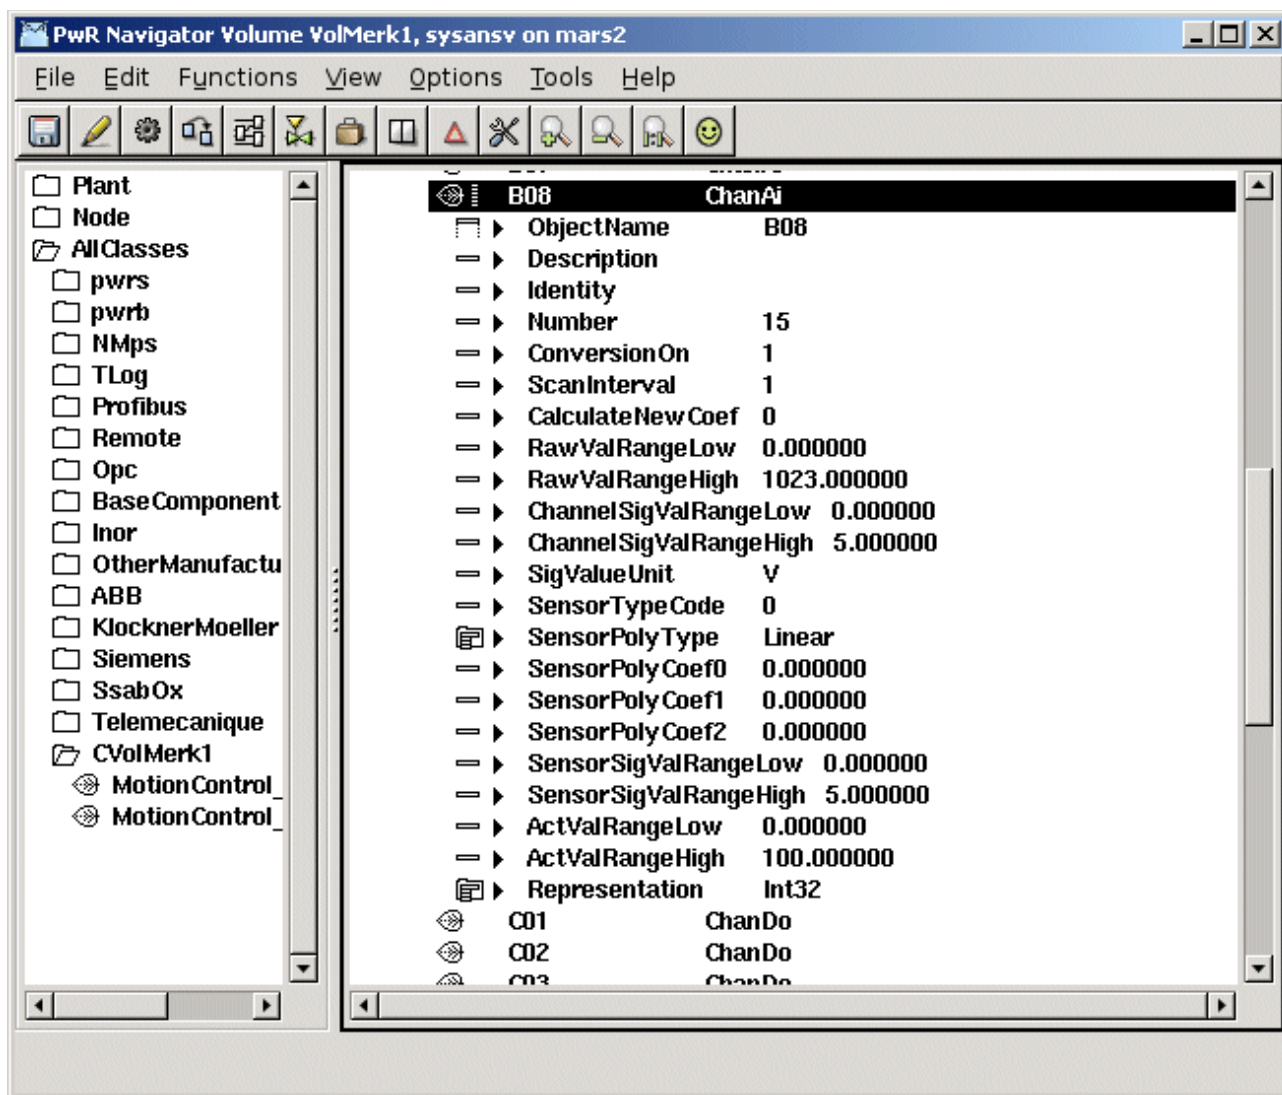 PwR Navigator Volume VolMerk1, sysansv on mars2
File Edit Functions View Options Tools Help
Plant
Node
AllClasses
pwrs
pwrb
NMps
TLog
Profibus
Remote
Opc
BaseComponent
Inor
OtherManufactu
ABB
KlocknerMoeller
Siemens
SsabOx
Telemecanique
CVolMerk1
MotionControl_
MotionControl_
B08 ChanAi
ObjectName B08
Description
Identity
Number 15
ConversionOn 1
ScanInterval 1
CalculateNewCoef 0
RawValRangeLow 0.000000
RawValRangeHigh 1023.000000
ChannelSigValRangeLow 0.000000
ChannelSigValRangeHigh 5.000000
SigValueUnit V
SensorTypeCode 0
SensorPolyType Linear
SensorPolyCoef0 0.000000
SensorPolyCoef1 0.000000
SensorPolyCoef2 0.000000
SensorSigValRangeLow 0.000000
SensorSigValRangeHigh 5.000000
ActValRangeLow 0.000000
ActValRangeHigh 100.000000
Representation Int32
C01 ChanDo
C02 ChanDo
C03 ChanDo